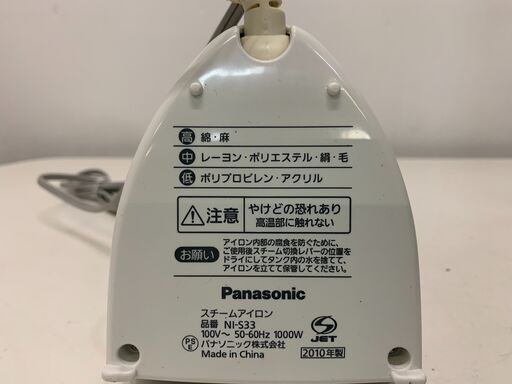 高 綿・麻
中 レーヨン・ポリエステル・絹・毛
低 ポリプロピレン・アクリル
注意 やけどの恐れあり
高温部に触れない
お願い アイロン内部の腐食を防ぐために、
ご使用後スチーム切換レバーの位置を
ドライにしてタンク内の水を捨てて、
アイロンを立てて保管してください。
Panasonic
スチームアイロン
品番 NI-S33
100V～ 50-60Hz 1000W
PSE パナソニック株式会社
Made in China
S JET
2010年製